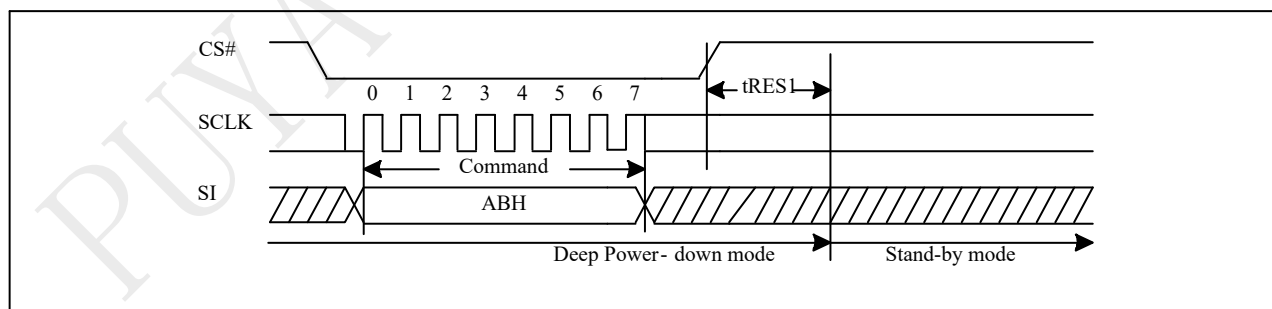 PUYA
CS#
tRES1
0 1 2 3 4 5 6 7
SCLK
Command
SI
ABH
Deep Power- down mode
Stand-by mode